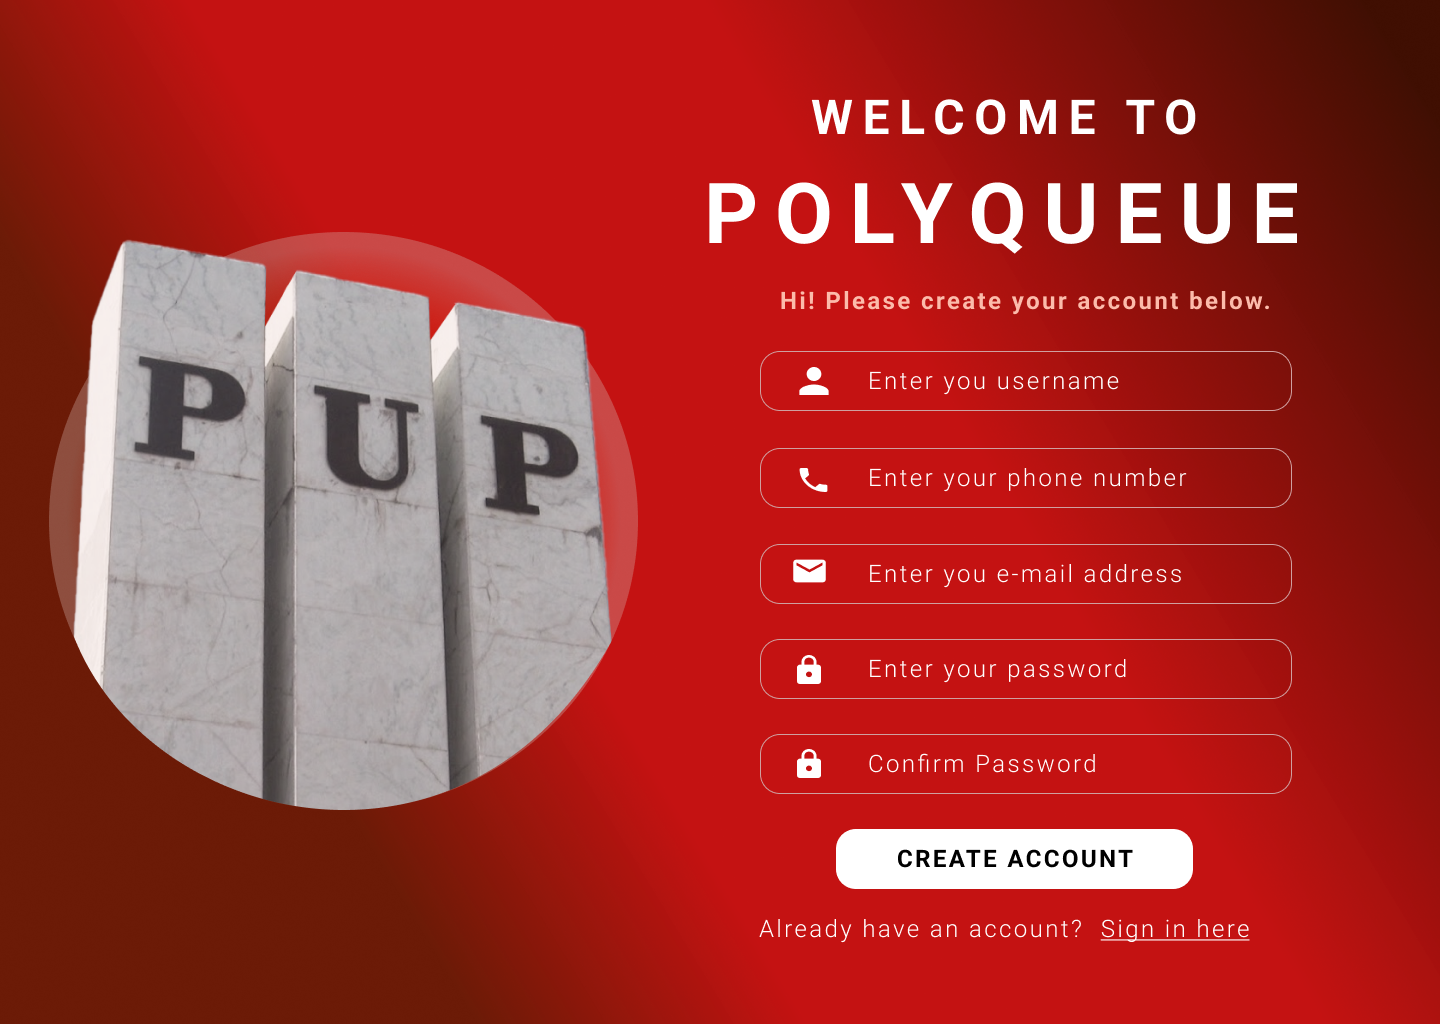 WELCOME TO
POLYQUEUE
Hi! Please create your account below.
PUP
Enter you username
Enter your phone number
Enter you e-mail address
Enter your password
Confirm Password
CREATE ACCOUNT
Already have an account? Sign in here